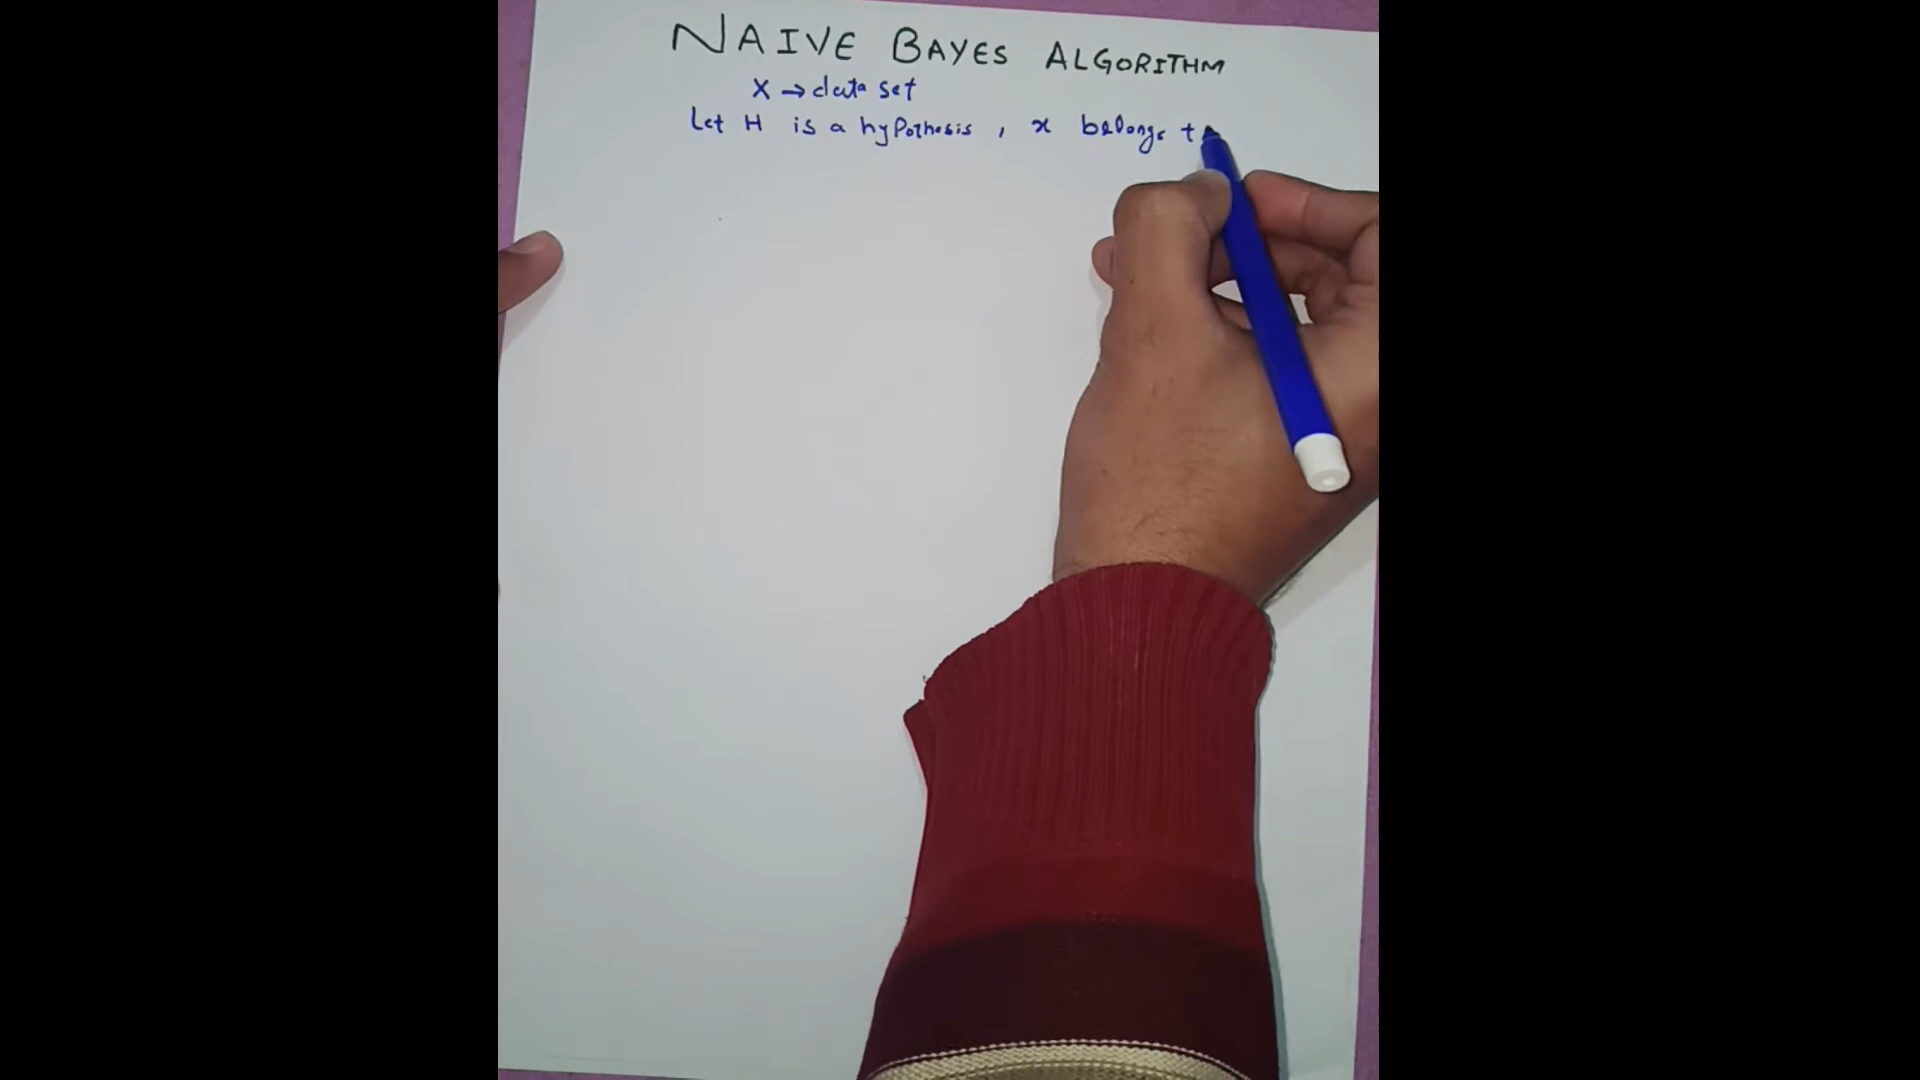 NAIVE BAYES ALGORITHM
X → data set
Let H is a hypothesis, x belongs t